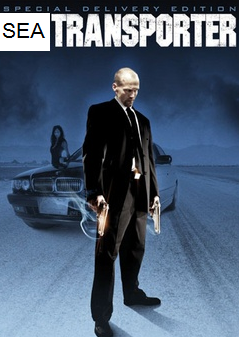 SPECIAL DELIVERY EDITION
SEA TRANSPORTER